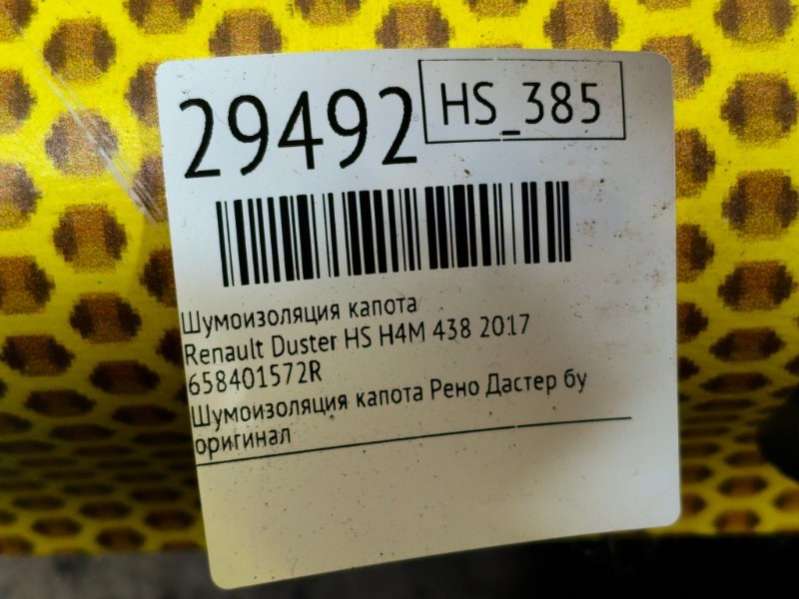 29492
HS_385
Шумоизоляция капота
Renault Duster HS H4M 438 2017
658401572R
Шумоизоляция капота Рено Дастер бу
оригинал